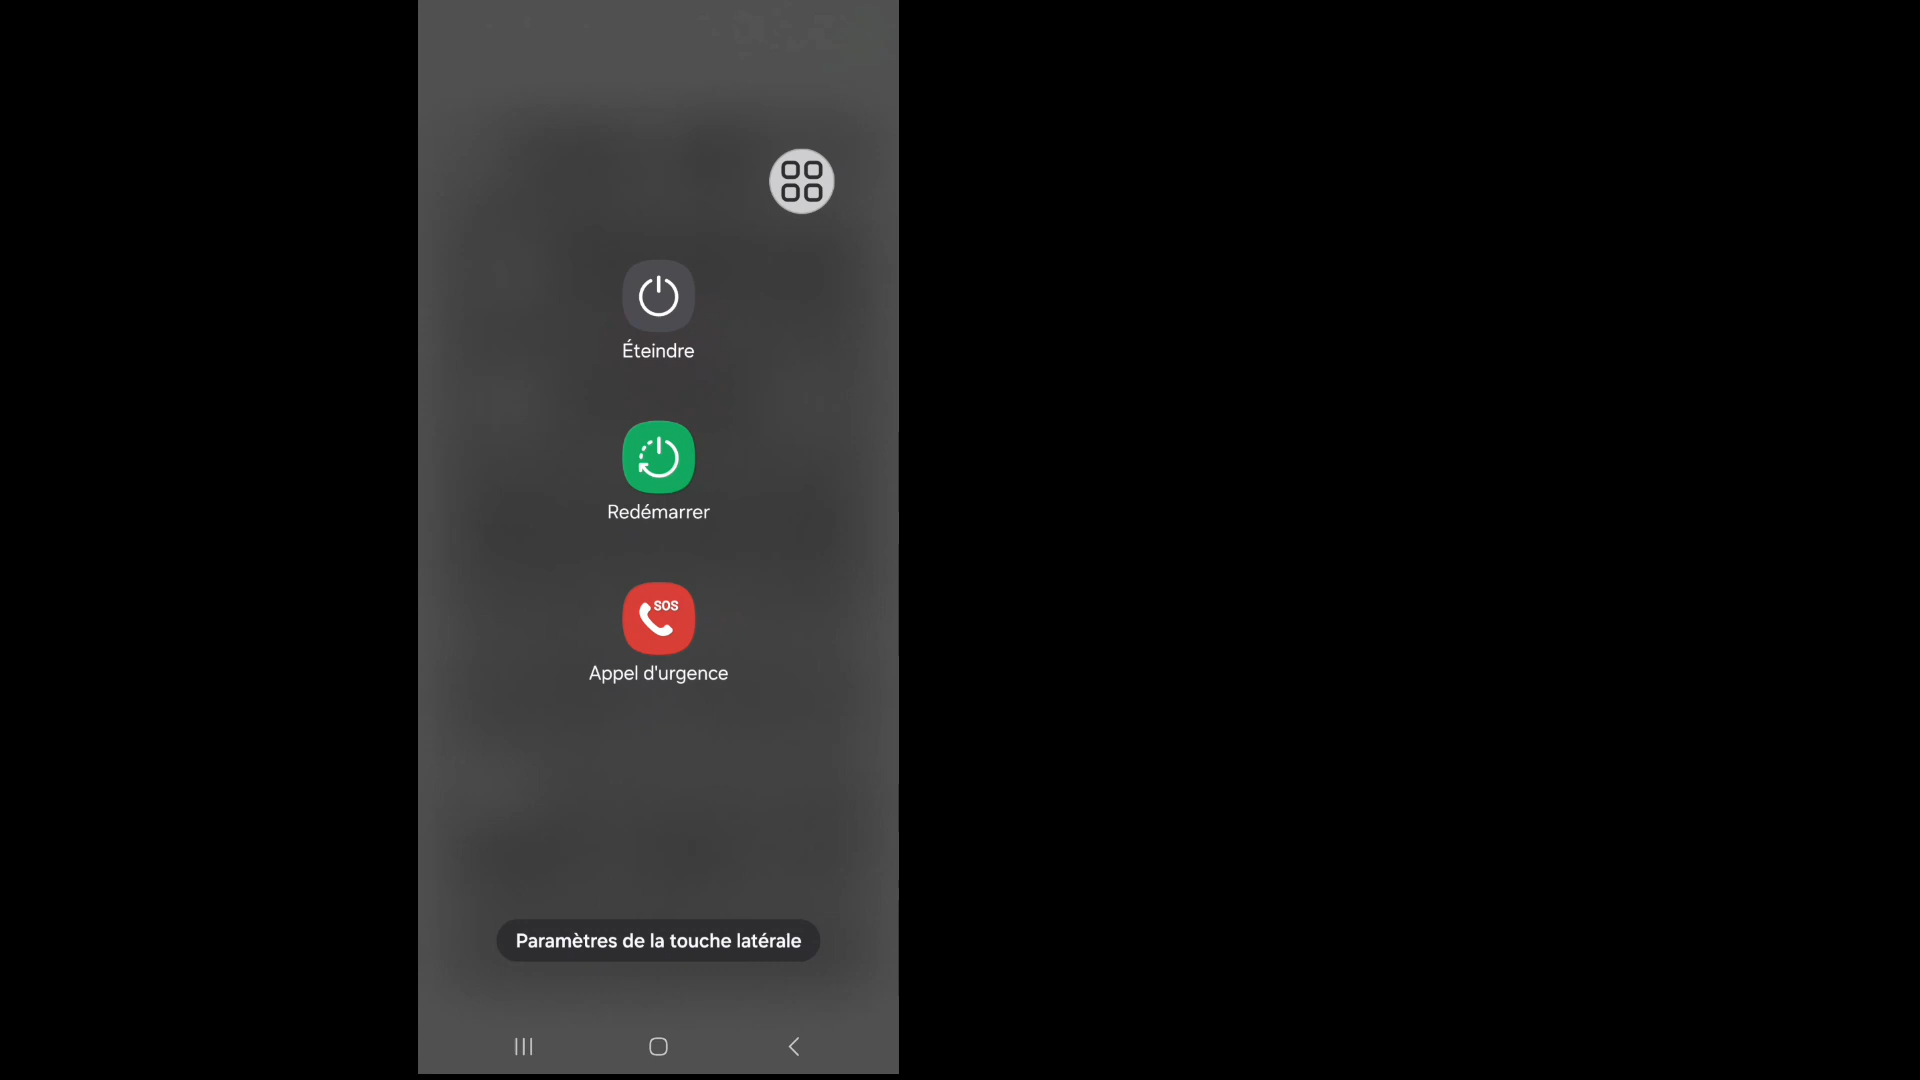 Éteindre
Redémarrer
SOS
Appel d'urgence
Paramètres de la touche latérale